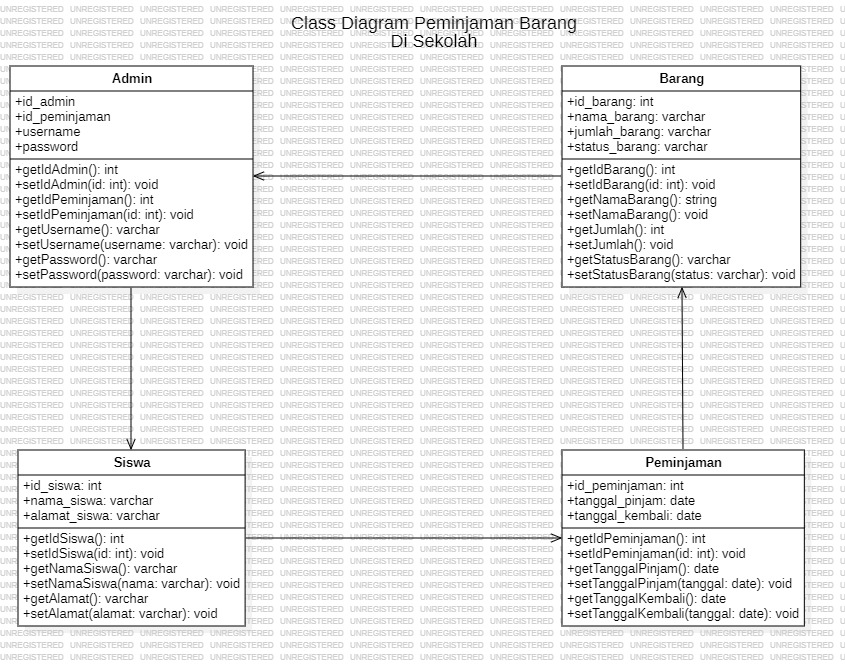 Class Diagram Peminjaman Barang
Di Sekolah
Admin
+id_admin
+id_peminjaman
+username
+password
+getIdAdmin(): int
+setIdAdmin(id: int): void
+getIdPeminjaman(): int
+setIdPeminjaman(id: int): void
+getUsername(): varchar
+setUsername(username: varchar): void
+getPassword(): varchar
+setPassword(password: varchar): void
Barang
+id_barang: int
+nama_barang: varchar
+jumlah_barang: varchar
+status_barang: varchar
+getIdBarang(): int
+setIdBarang(id: int): void
+getNamaBarang(): string
+setNamaBarang(): void
+getJumlah(): int
+setJumlah(): void
+getStatusBarang(): varchar
+setStatusBarang(status: varchar): void
Siswa
+id_siswa: int
+nama_siswa: varchar
+alamat_siswa: varchar
+getIdSiswa(): int
+setIdSiswa(id: int): void
+getNamaSiswa(): varchar
+setNamaSiswa(nama: varchar): void
+getAlamat(): varchar
+setAlamat(alamat: varchar): void
Peminjaman
+id_peminjaman: int
+tanggal_pinjam: date
+tanggal_kembali: date
+getIdPeminjaman(): int
+setIdPeminjaman(id: int): void
+getTanggalPinjam(): date
+setTanggalPinjam(tanggal: date): void
+getTanggalKembali(): date
+setTanggalKembali(tanggal: date): void
UNREGISTERED